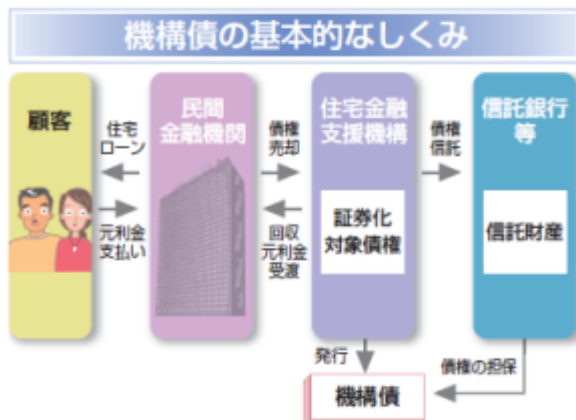 機構債の基本的なしくみ
顧客
住宅
ローン
元利金
支払い
民間
金融機関
債権
売却
回収
元利金
受渡
住宅金融
支援機構
証券化
対象債権
債権
信託
信託銀行
等
信託財産
発行
債権の担保
機構債